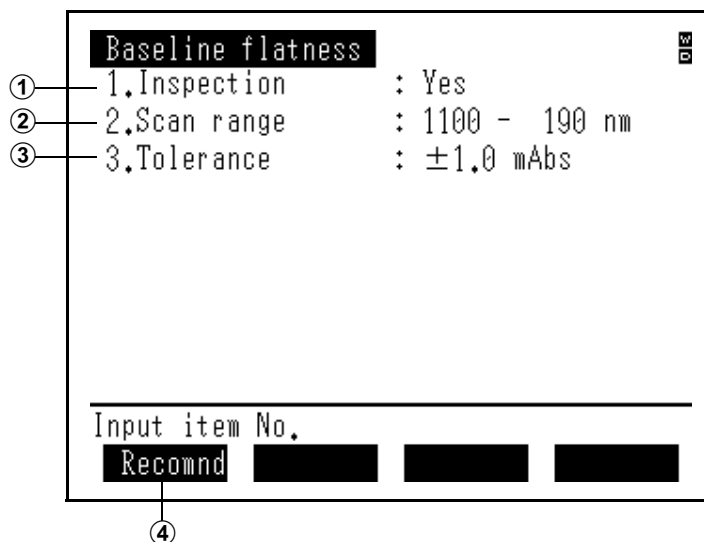 Baseline flatness
W
D
① 1.Inspection : Yes
② 2.Scan range : 1100 - 190 nm
③ 3.Tolerance : ±1.0 mAbs
Input item No.
Recomnd
④